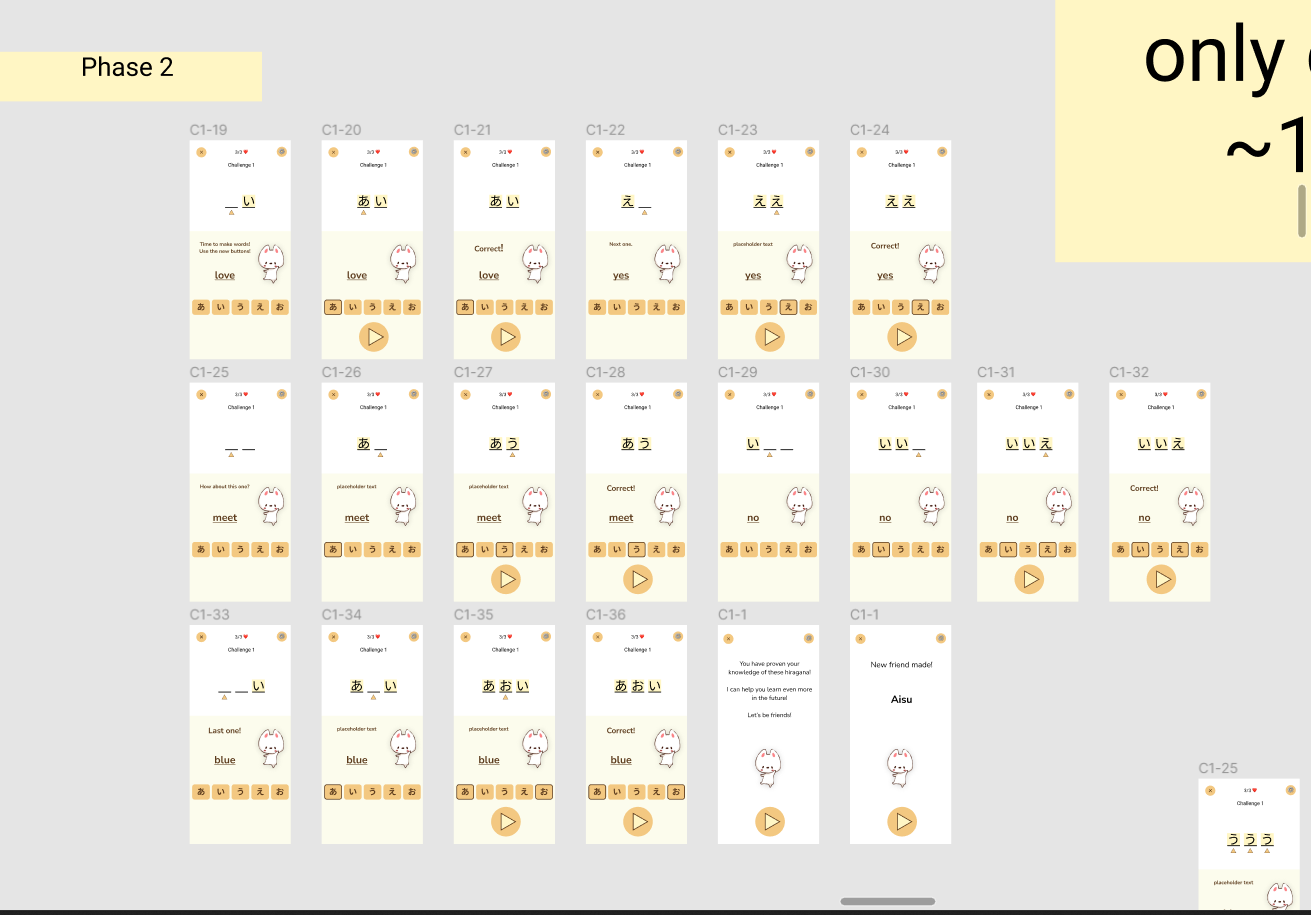 Phase 2
only
~1
C1-19
3/3
Challenge 1
_ い
Time to make words!
Use the new buttons!
love
あ い う え お
C1-20
3/3
Challenge 1
あ い
love
あ い う え お
C1-21
3/3
Challenge 1
あ い
Correct!
love
あ い う え お
C1-22
3/3
Challenge 1
え _
Next one.
yes
あ い う え お
C1-23
3/3
Challenge 1
え え
placeholder text
yes
あ い う え お
C1-24
3/3
Challenge 1
え え
Correct!
yes
あ い う え お
C1-25
3/3
Challenge 1
_ _
How about this one?
meet
あ い う え お
C1-26
3/3
Challenge 1
あ _
placeholder text
meet
あ い う え お
C1-27
3/3
Challenge 1
あ う
placeholder text
meet
あ い う え お
C1-28
3/3
Challenge 1
あ う
Correct!
meet
あ い う え お
C1-29
3/3
Challenge 1
い _ _
no
あ い う え お
C1-30
3/3
Challenge 1
い い _
no
あ い う え お
C1-31
3/3
Challenge 1
い い え
no
あ い う え お
C1-32
3/3
Challenge 1
い い え
Correct!
no
あ い う え お
C1-33
3/3
Challenge 1
_ _ い
Last one!
blue
あ い う え お
C1-34
3/3
Challenge 1
あ _ い
placeholder text
blue
あ い う え お
C1-35
3/3
Challenge 1
あ お い
placeholder text
blue
あ い う え お
C1-36
3/3
Challenge 1
あ お い
Correct!
blue
あ い う え お
C1-1
You have proven your
knowledge of these hiragana!
I can help you learn even more
in the future!
Let's be friends!
C1-1
New friend made!
Aisu
C1-25
3/3
Challenge 1
う う う
placeholder text